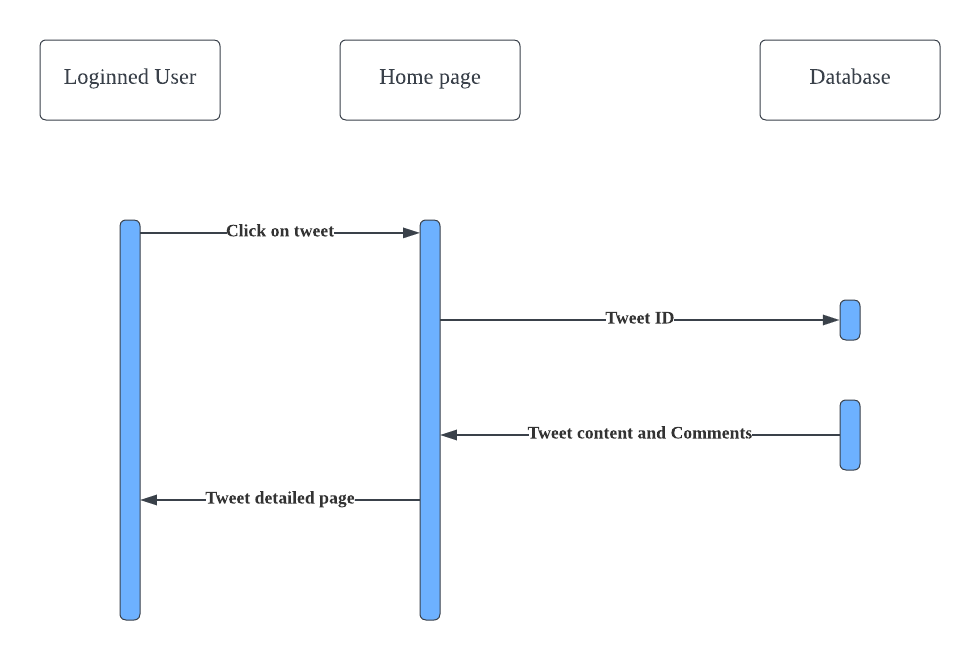 Loginned User
Home page
Database
Click on tweet
Tweet ID
Tweet content and Comments
Tweet detailed page